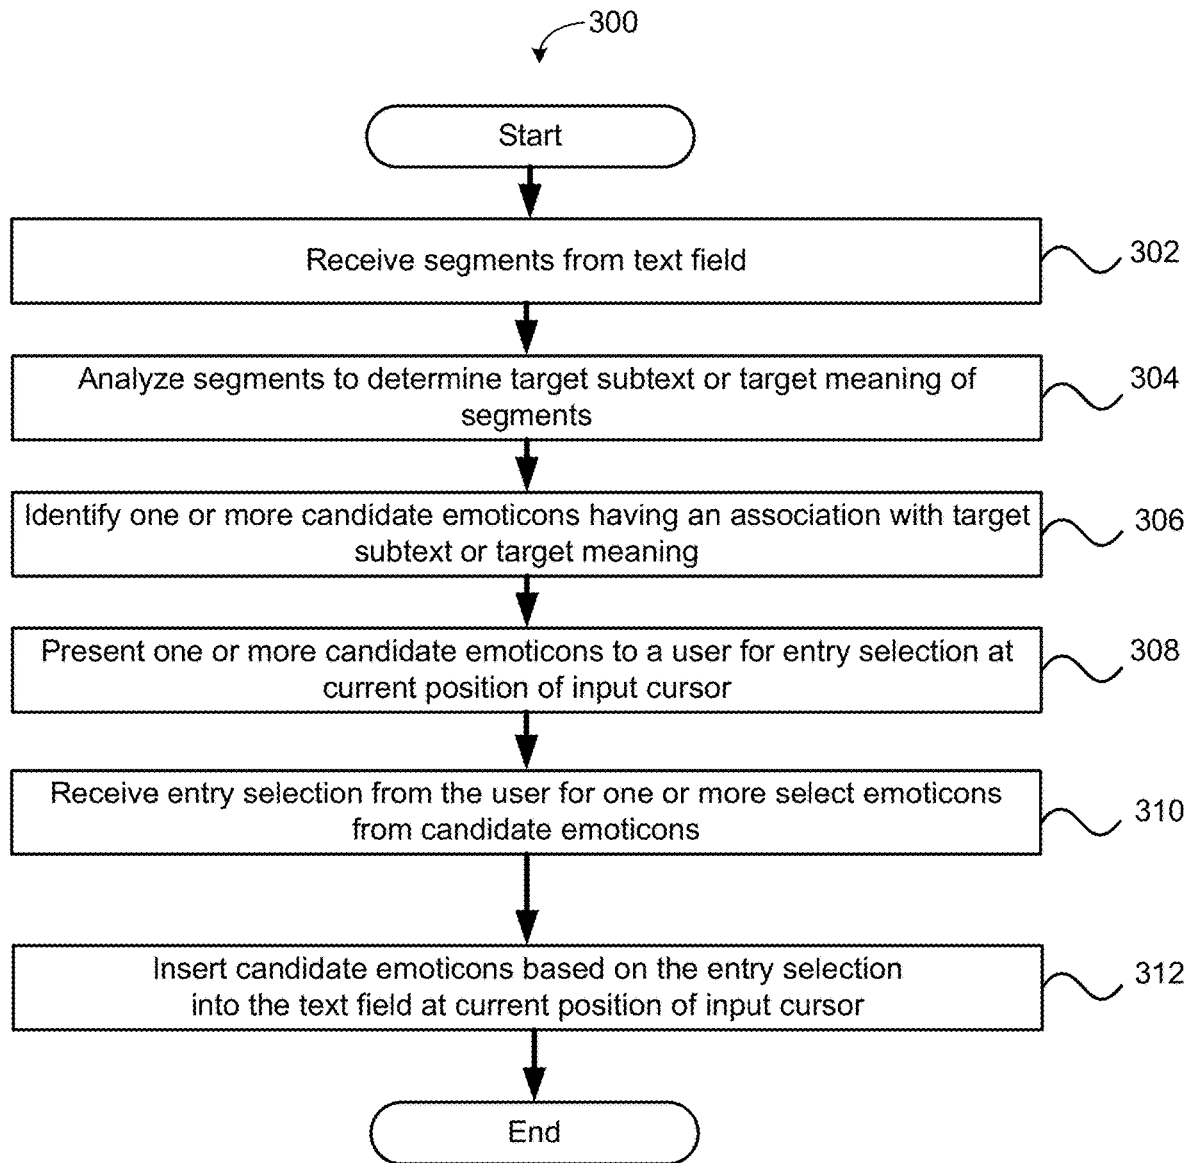 300
Start
Receive segments from text field
302
Analyze segments to determine target subtext or target meaning of
segments
304
Identify one or more candidate emoticons having an association with target
subtext or target meaning
306
Present one or more candidate emoticons to a user for entry selection at
current position of input cursor
308
Receive entry selection from the user for one or more select emoticons
from candidate emoticons
310
Insert candidate emoticons based on the entry selection
into the text field at current position of input cursor
312
End